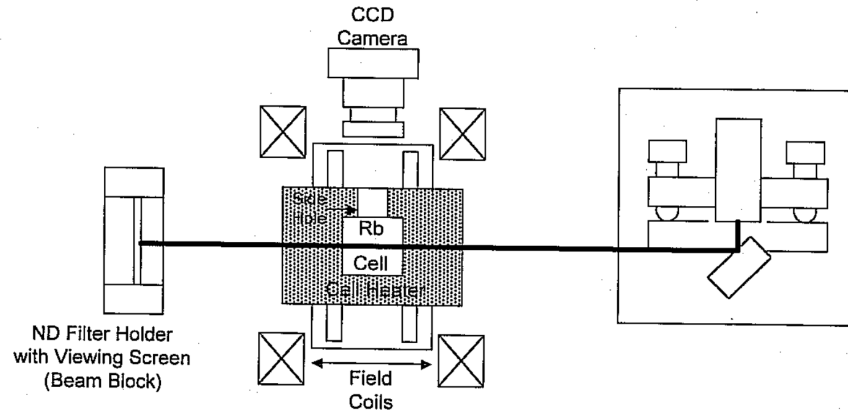 CCD
Camera
Side
Hole
Rb
Cell
Cell Heater
ND Filter Holder
with Viewing Screen
(Beam Block)
Field
Coils